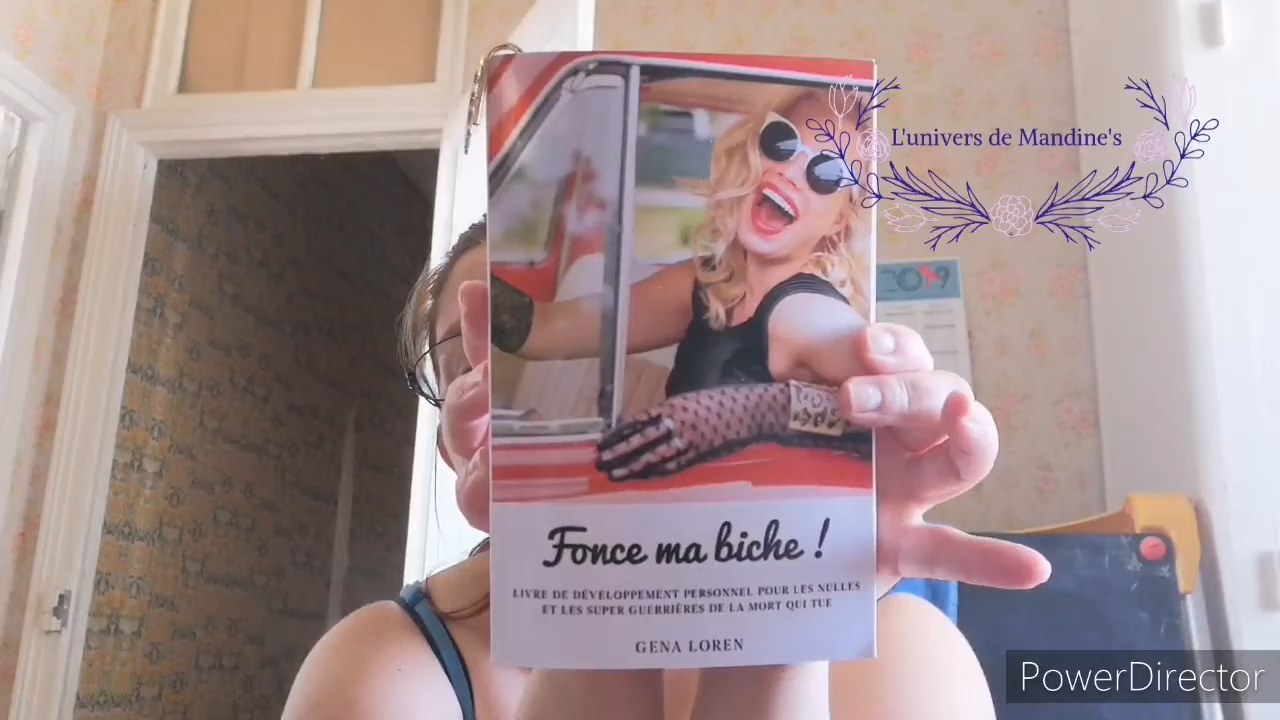 L'univers de Mandine's
2019
Fonce ma biche !
LIVRE DE DÉVELOPPEMENT PERSONNEL POUR LES NULLES
ET LES SUPER GUERRIÈRES DE LA MORT QUI TUE
GENA LOREN
PowerDirector